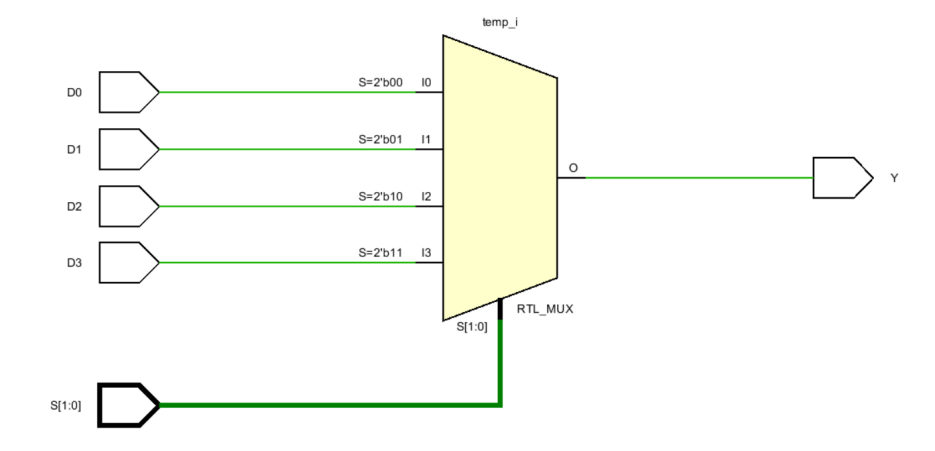 temp_i
D0
S=2'b00
I0
D1
S=2'b01
I1
O
Y
D2
S=2'b10
I2
D3
S=2'b11
I3
RTL_MUX
S[1:0]
S[1:0]